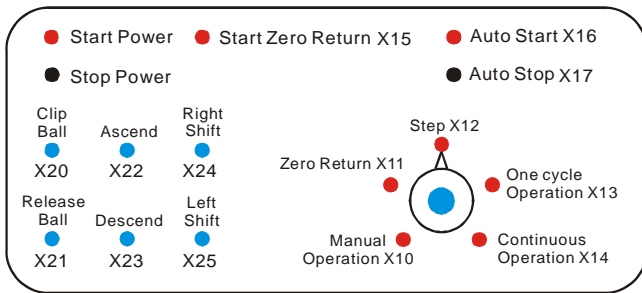 Start Power
Start Zero Return X15
Auto Start X16
Stop Power
Auto Stop X17
Clip
Ball
X20
Ascend
X22
Right
Shift
X24
Step X12
Zero Return X11
One cycle
Operation X13
Release
Ball
X21
Descend
X23
Left
Shift
X25
Manual
Operation X10
Continuous
Operation X14